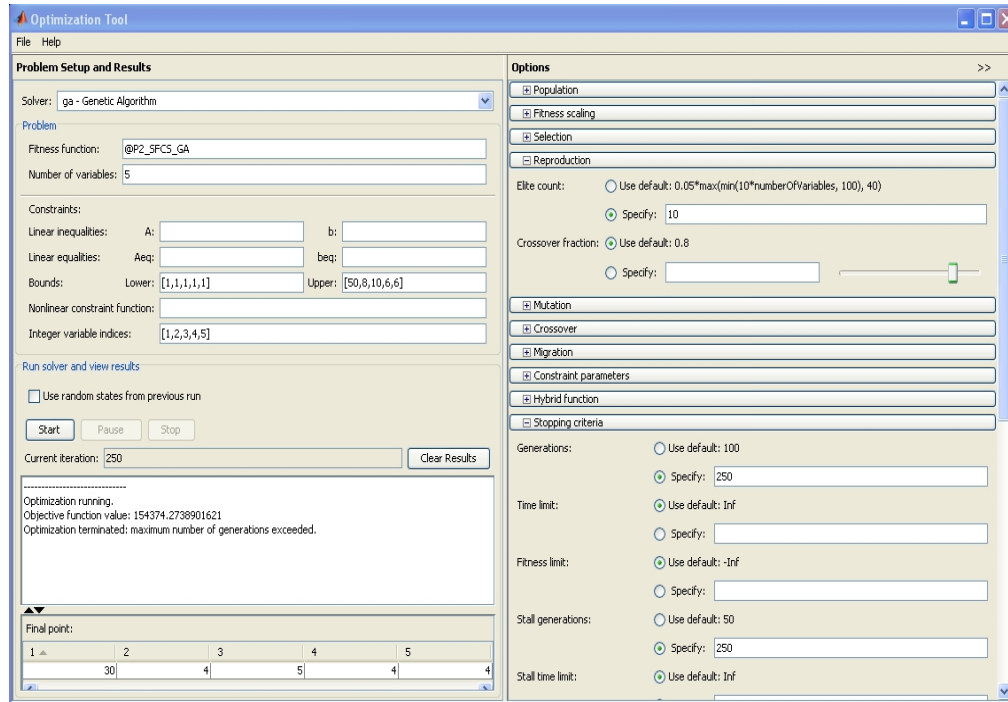 Optimization Tool
File Help
Problem Setup and Results
Solver: ga - Genetic Algorithm
Problem
Fitness function: @P2_SFCS_GA
Number of variables: 5
Constraints:
Linear inequalities: A: b:
Linear equalities: Aeq: beq:
Bounds: Lower: [1,1,1,1,1] Upper: [50,8,10,6,6]
Nonlinear constraint function:
Integer variable indices: [1,2,3,4,5]
Run solver and view results
Use random states from previous run
Start Pause Stop
Current iteration: 250 Clear Results
------------------------------
Optimization running.
Objective function value: 154374.2738901621
Optimization terminated: maximum number of generations exceeded.
Final point:
1 2 3 4 5
30 4 5 4 4
Options >>
Population
Fitness scaling
Selection
Reproduction
Elite count: Use default: 0.05*max(min(10*numberOfVariables, 100), 40)
Specify: 10
Crossover fraction: Use default: 0.8
Specify:
Mutation
Crossover
Migration
Constraint parameters
Hybrid function
Stopping criteria
Generations: Use default: 100
Specify: 250
Time limit: Use default: Inf
Specify:
Fitness limit: Use default: -Inf
Specify:
Stall generations: Use default: 50
Specify: 250
Stall time limit: Use default: Inf